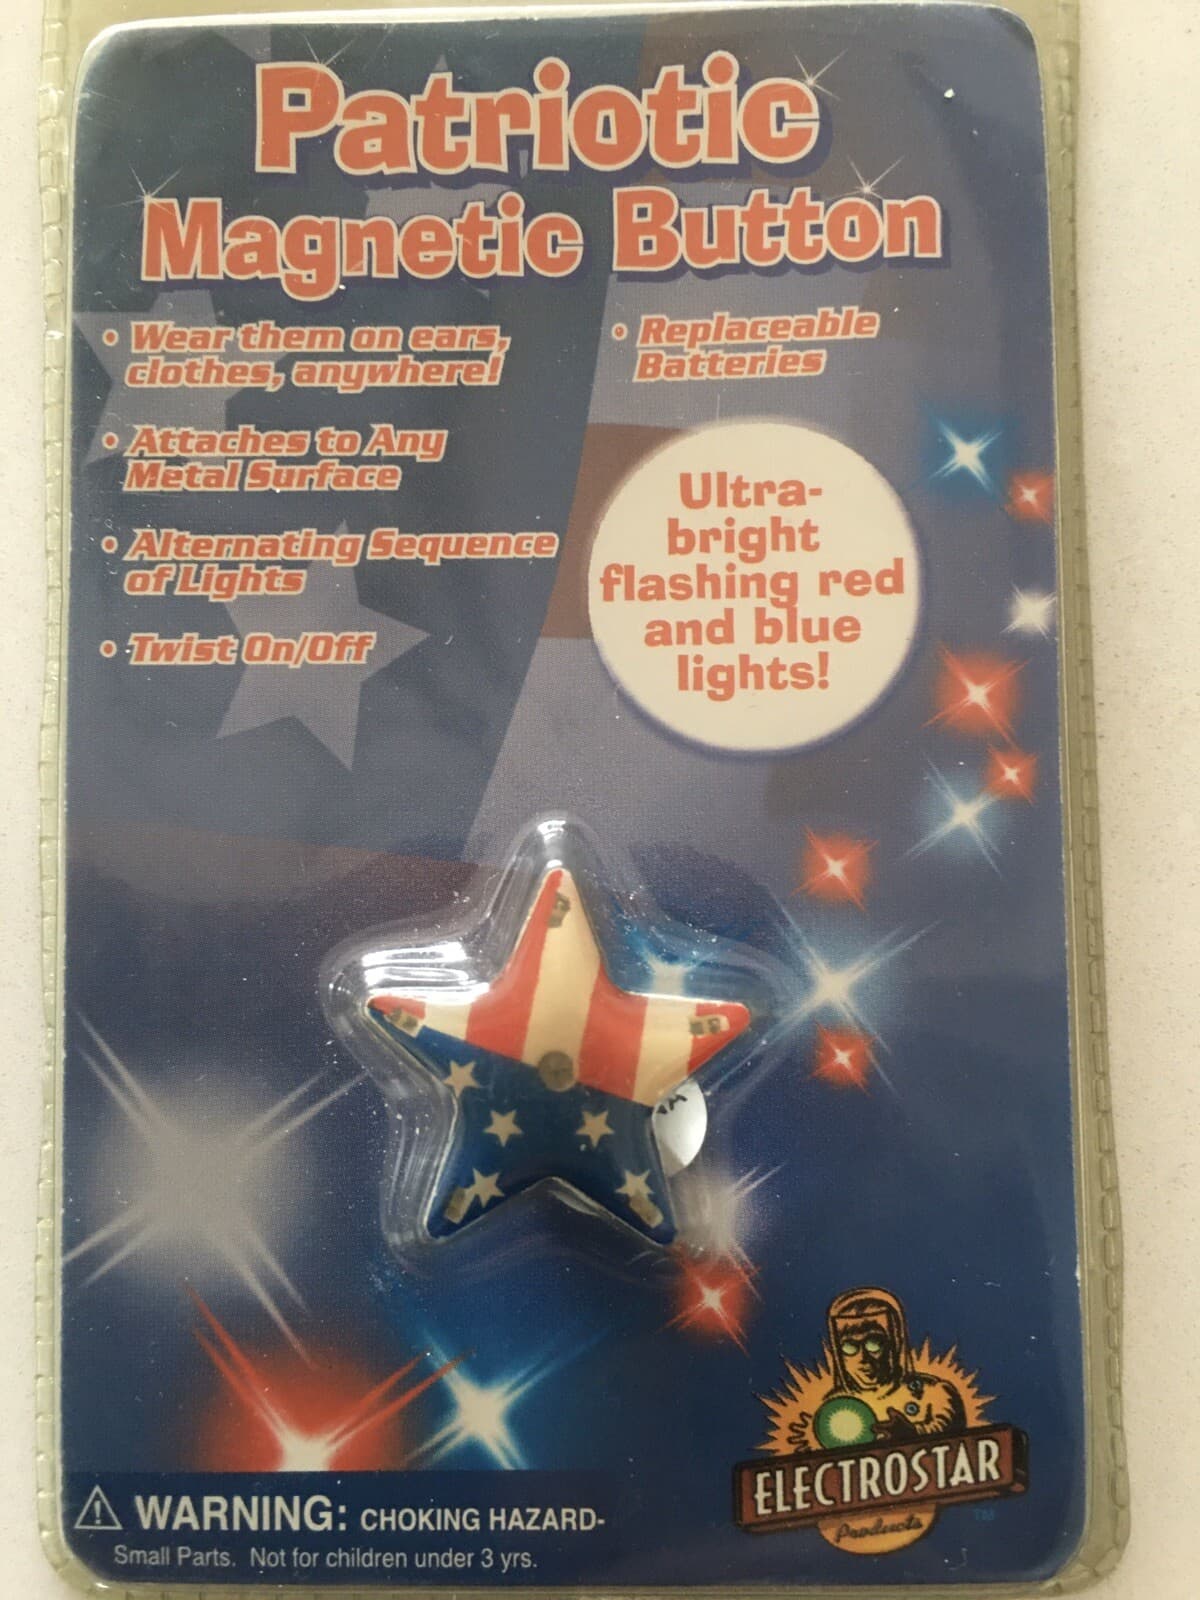 Patriotic
Magnetic Button
• Wear them on ears,
clothes, anywhere!
• Attaches to Any
Metal Surface
• Alternating Sequence
of Lights
• Twist On/Off
• Replaceable
Batteries
Ultra-
bright
flashing red
and blue
lights!
ELECTROSTAR
Products
TM
WARNING: CHOKING HAZARD-
Small Parts. Not for children under 3 yrs.